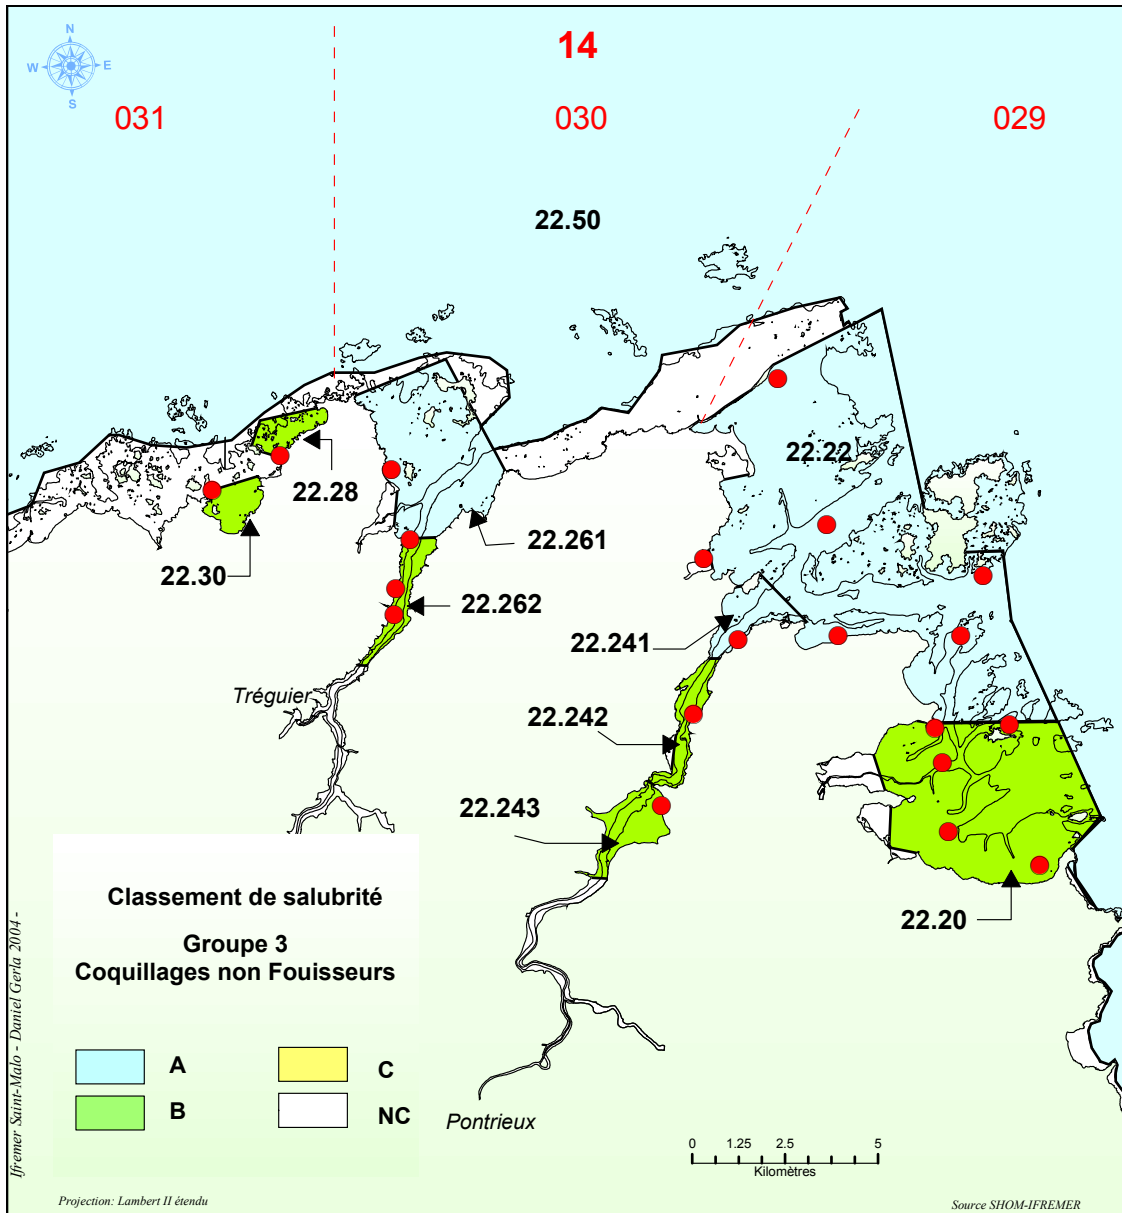 N
W
E
S
14
031
030
029
22.50
22.22
22.28
22.261
22.30
22.262
22.241
Tréguier
22.242
22.243
22.20
Classement de salubrité
Groupe 3
Coquillages non Fouisseurs
A
C
B
NC
Pontrieux
0 1.25 2.5 5
Kilomètres
Ifremer Saint-Malo - Daniel Gerla 2004 -
Projection: Lambert II étendu
Source SHOM-IFREMER